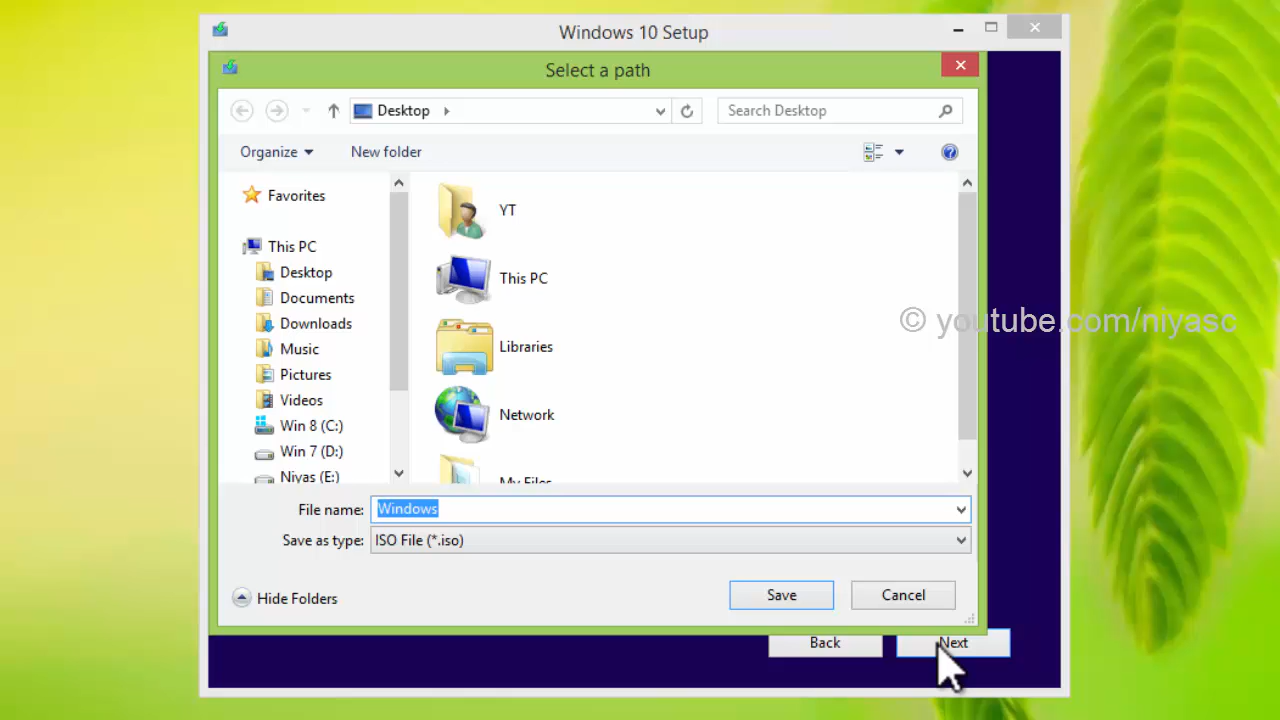 Windows 10 Setup
Select a path
Desktop
Search Desktop
Organize
New folder
Favorites
This PC
Desktop
Documents
Downloads
Music
Pictures
Videos
Win 8 (C:)
Win 7 (D:)
Niyas (E:)
YT
This PC
Libraries
Network
My Files
© youtube.com/niyasc
File name: Windows
Save as type: ISO File (*.iso)
Hide Folders
Save
Cancel
Back
Next